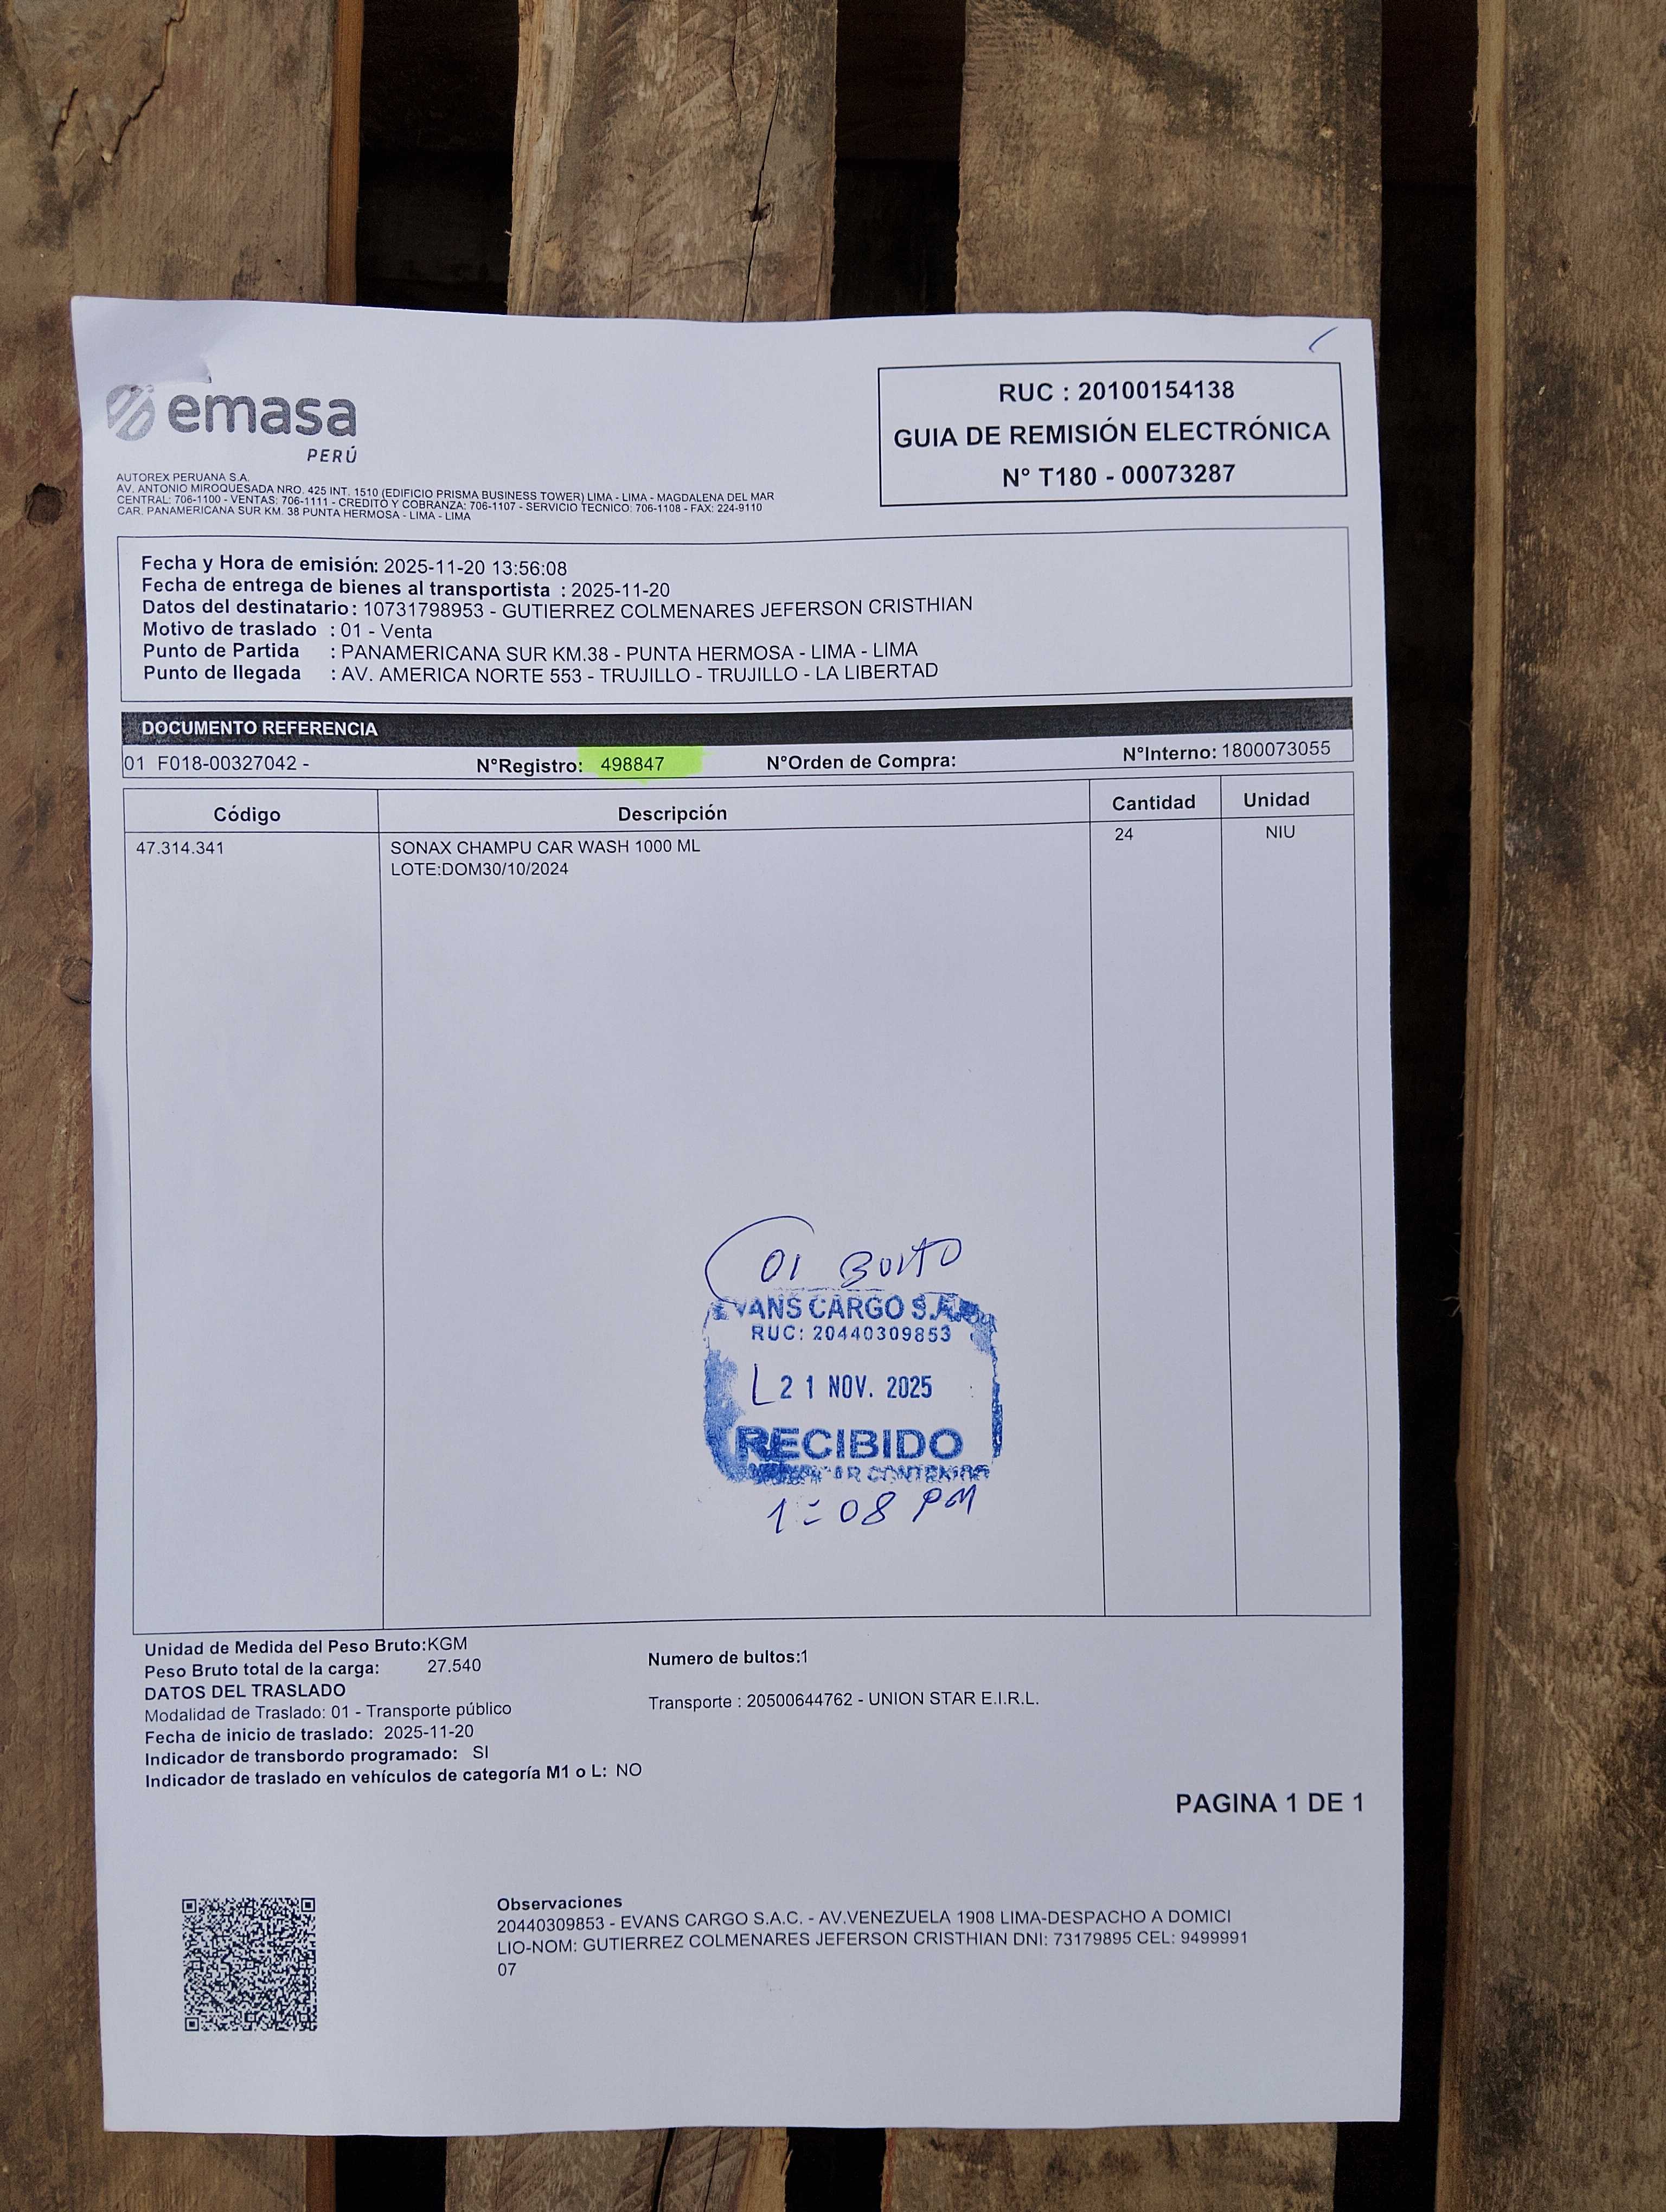 emasa
PERÚ
RUC : 20100154138
GUIA DE REMISIÓN ELECTRÓNICA
N° T180 - 00073287
AUTOREX PERUANA S.A.
AV. ANTONIO MIROQUESADA NRO. 425 INT. 1510 (EDIFICIO PRISMA BUSINESS TOWER) LIMA - LIMA - MAGDALENA DEL MAR
CENTRAL: 706-1100 - VENTAS: 706-1111 - CREDITO Y COBRANZA: 706-1107 - SERVICIO TECNICO: 706-1108 - FAX: 224-9110
CAR. PANAMERICANA SUR KM. 38 PUNTA HERMOSA - LIMA - LIMA
Fecha y Hora de emisión: 2025-11-20 13:56:08
Fecha de entrega de bienes al transportista : 2025-11-20
Datos del destinatario: 10731798953 - GUTIERREZ COLMENARES JEFERSON CRISTHIAN
Motivo de traslado : 01 - Venta
Punto de Partida : PANAMERICANA SUR KM.38 - PUNTA HERMOSA - LIMA - LIMA
Punto de llegada : AV. AMERICA NORTE 553 - TRUJILLO - TRUJILLO - LA LIBERTAD
DOCUMENTO REFERENCIA
01 F018-00327042 - N°Registro: 498847 N°Orden de Compra: N°Interno: 1800073055
Código Descripción Cantidad Unidad
47.314.341 SONAX CHAMPU CAR WASH 1000 ML 24 NIU
LOTE:DOM30/10/2024
01 BULTO
EVANS CARGO S.A.
RUC: 20440309853
21 NOV. 2025
RECIBIDO
1:08 PM
Unidad de Medida del Peso Bruto:KGM
Peso Bruto total de la carga: 27.540
Numero de bultos:1
DATOS DEL TRASLADO
Modalidad de Traslado: 01 - Transporte público
Transporte : 20500644762 - UNION STAR E.I.R.L.
Fecha de inicio de traslado: 2025-11-20
Indicador de transbordo programado: SI
Indicador de traslado en vehículos de categoría M1 o L: NO
PAGINA 1 DE 1
Observaciones
20440309853 - EVANS CARGO S.A.C. - AV.VENEZUELA 1908 LIMA-DESPACHO A DOMICI
LIO-NOM: GUTIERREZ COLMENARES JEFERSON CRISTHIAN DNI: 73179895 CEL: 9499991
07